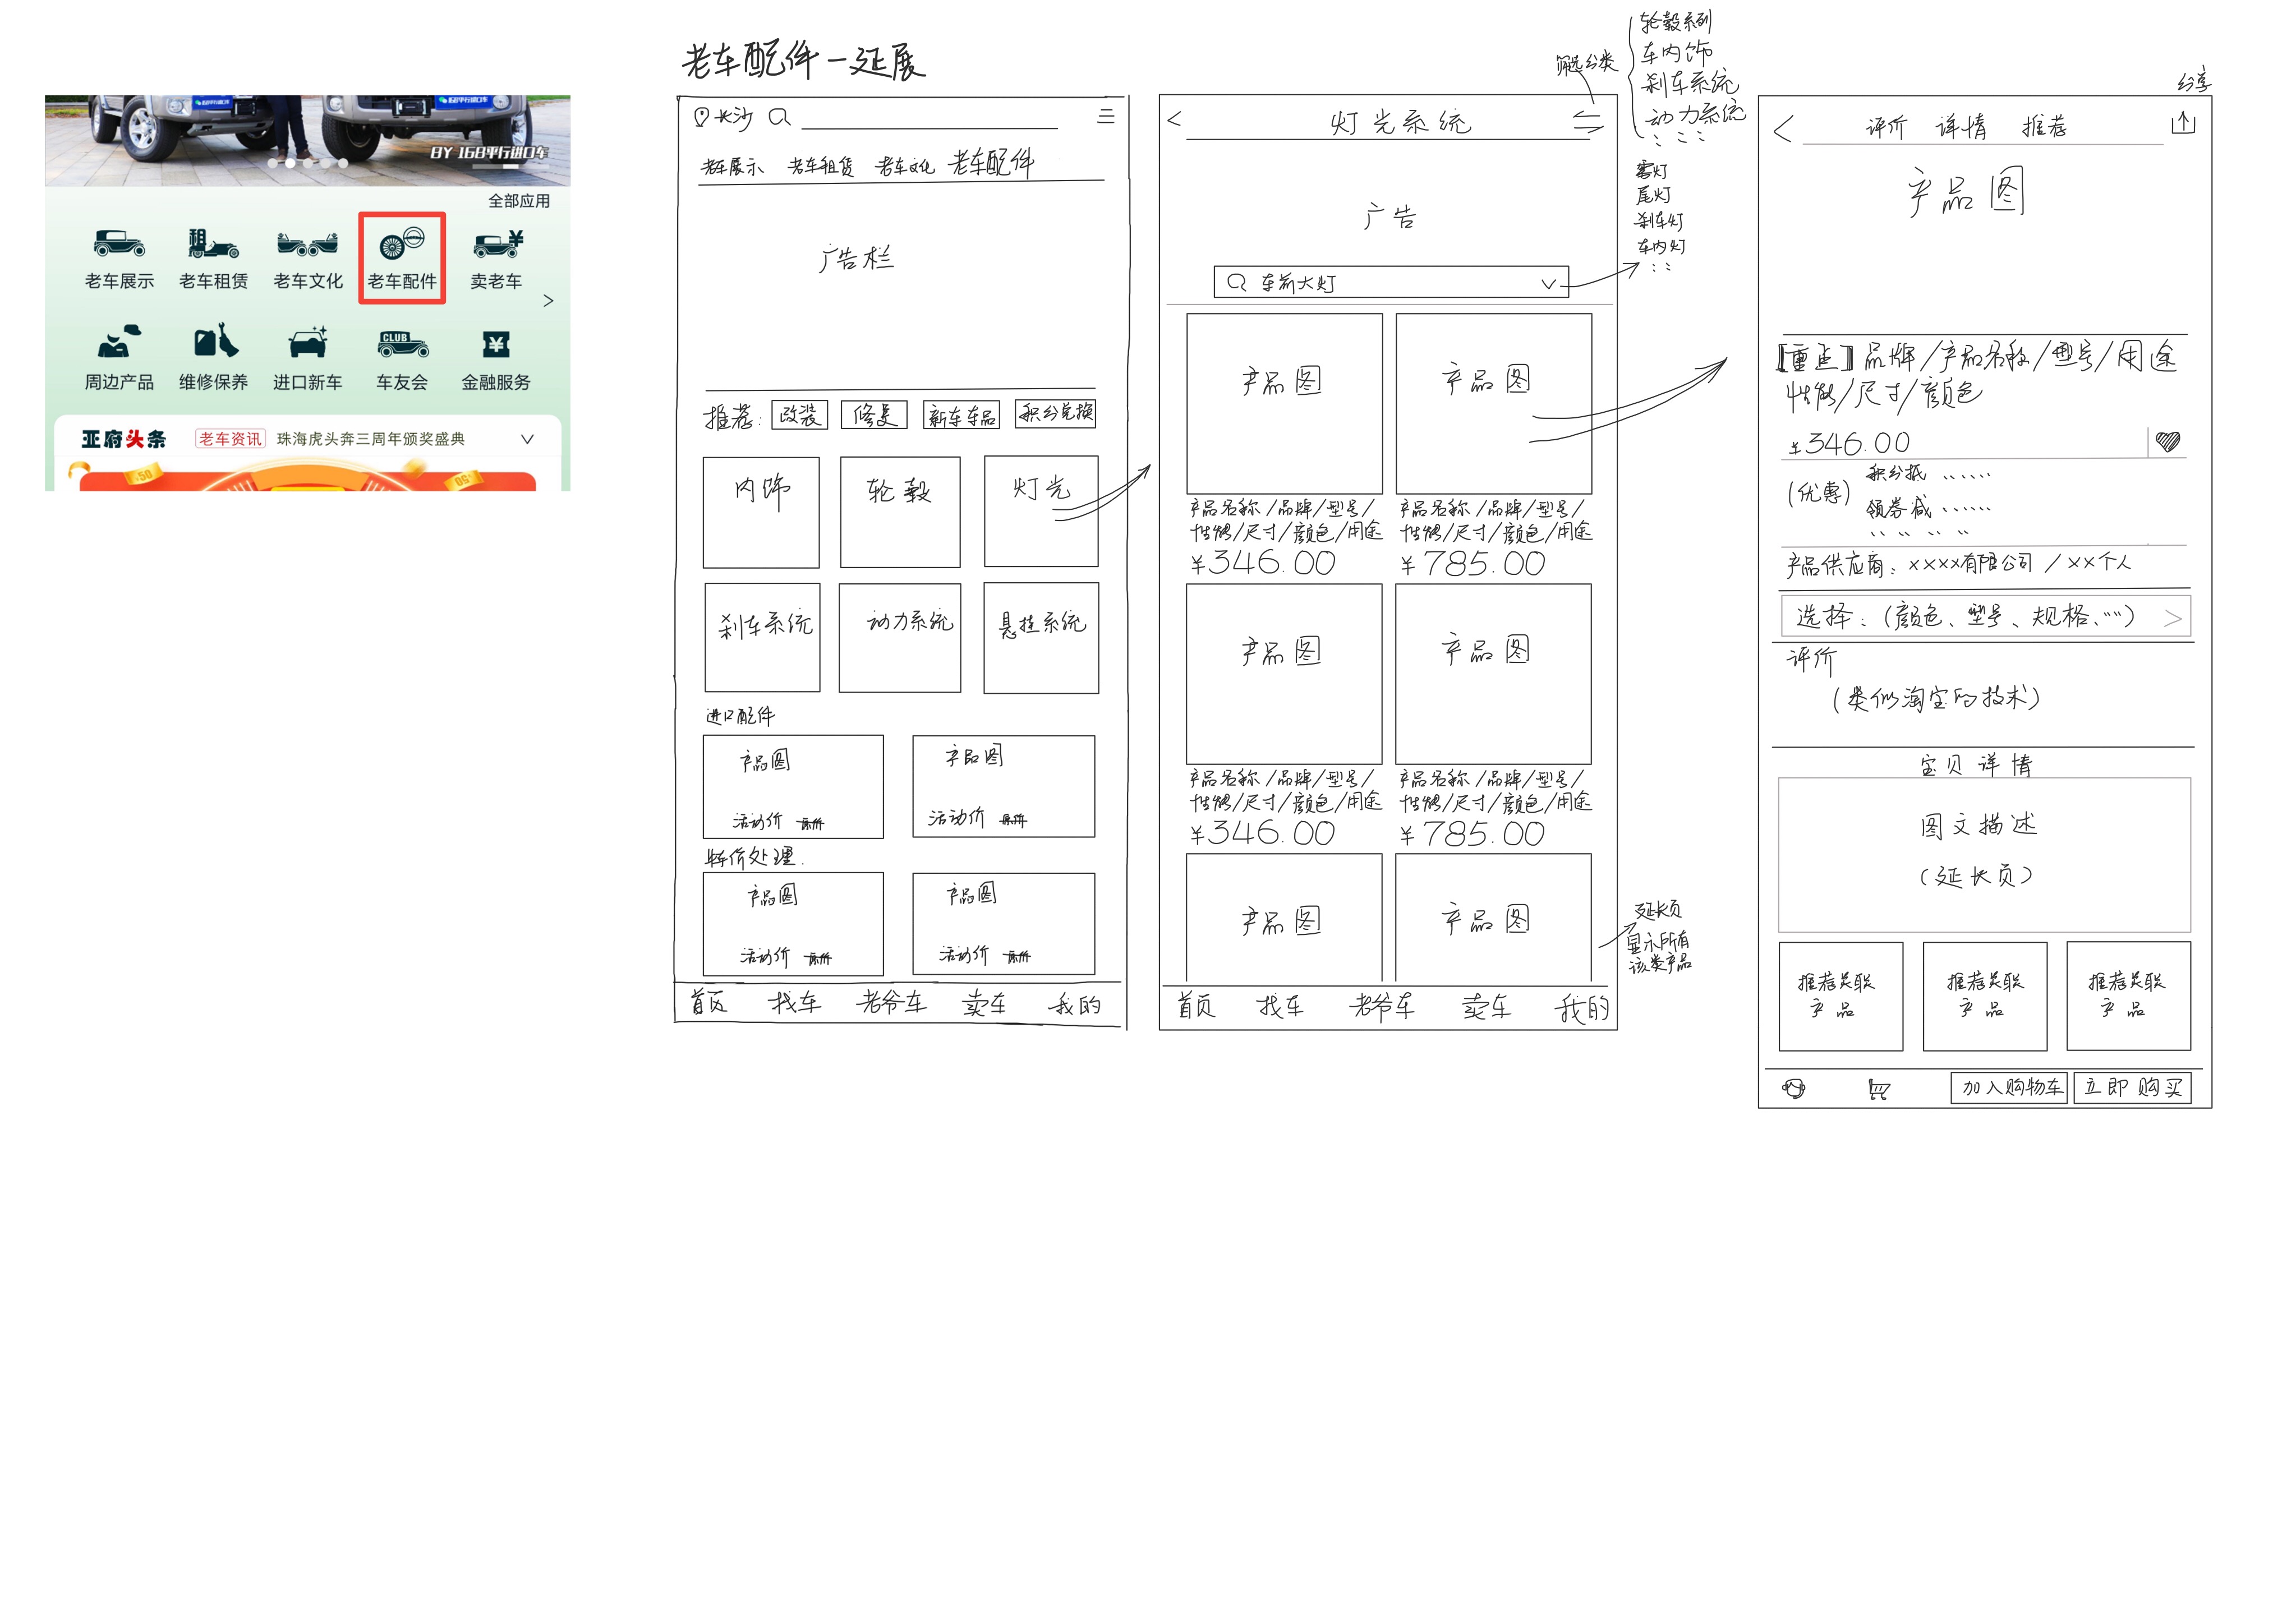 BY 168平行进口车
全部应用
老车展示 老车租赁 老车文化 老车配件 卖老车
周边产品 维修保养 进口新车 车友会 金融服务
CLUB
亚府头条 老车资讯 珠海虎头奔三周年颁奖盛典
老车配件-延展
长沙
老车展示 老车租赁 老车文化 老车配件
广告栏
推荐: 改装 修复 新车车品 积分兑换
内饰 轮毂 灯光
刹车系统 动力系统 悬挂系统
进口配件
产品图 产品图
活动价 原价 活动价 原价
特价处理.
产品图 产品图
活动价 原价 活动价 原价
首页 找车 老爷车 卖车 我的
筛选分类
轮毂系列
车内饰
刹车系统
动力系统
灯光系统
广告
车前大灯
雾灯
尾灯
刹车灯
车内灯
产品图 产品图
产品名称/品牌/型号/ 产品名称/品牌/型号/
性能/尺寸/颜色/用途 性能/尺寸/颜色/用途
¥346.00 ¥785.00
产品图 产品图
产品名称/品牌/型号/ 产品名称/品牌/型号/
性能/尺寸/颜色/用途 性能/尺寸/颜色/用途
¥346.00 ¥785.00
产品图 产品图
延长页
显示所有
该类产品
首页 找车 老爷车 卖车 我的
分享
评价 详情 推荐
产品图
【重点】品牌/产品名称/型号/用途
性能/尺寸/颜色
¥346.00
(优惠) 积分抵 ······
领券减 ······
产品供应商: xxxx有限公司 / xx个人
选择: (颜色、型号、规格、····) >
评价
(类似淘宝的技术)
宝贝详情
图文描述
(延长页)
推荐关联 推荐关联 推荐关联
产品 产品 产品
加入购物车 立即购买